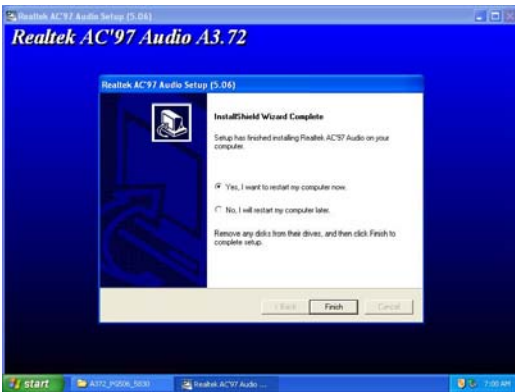 Realtek AC'97 Audio Setup (5.06)
Realtek AC'97 Audio A3.72
Realtek AC'97 Audio Setup (5.06)
InstallShield Wizard Complete
Setup has finished installing Realtek AC'97 Audio on your
computer.
Yes, I want to restart my computer now.
No, I will restart my computer later.
Remove any disks from their drives, and then click Finish to
complete setup.
< Back
Finish
Cancel
start
Realtek AC'97 Audio ...
7:00 AM